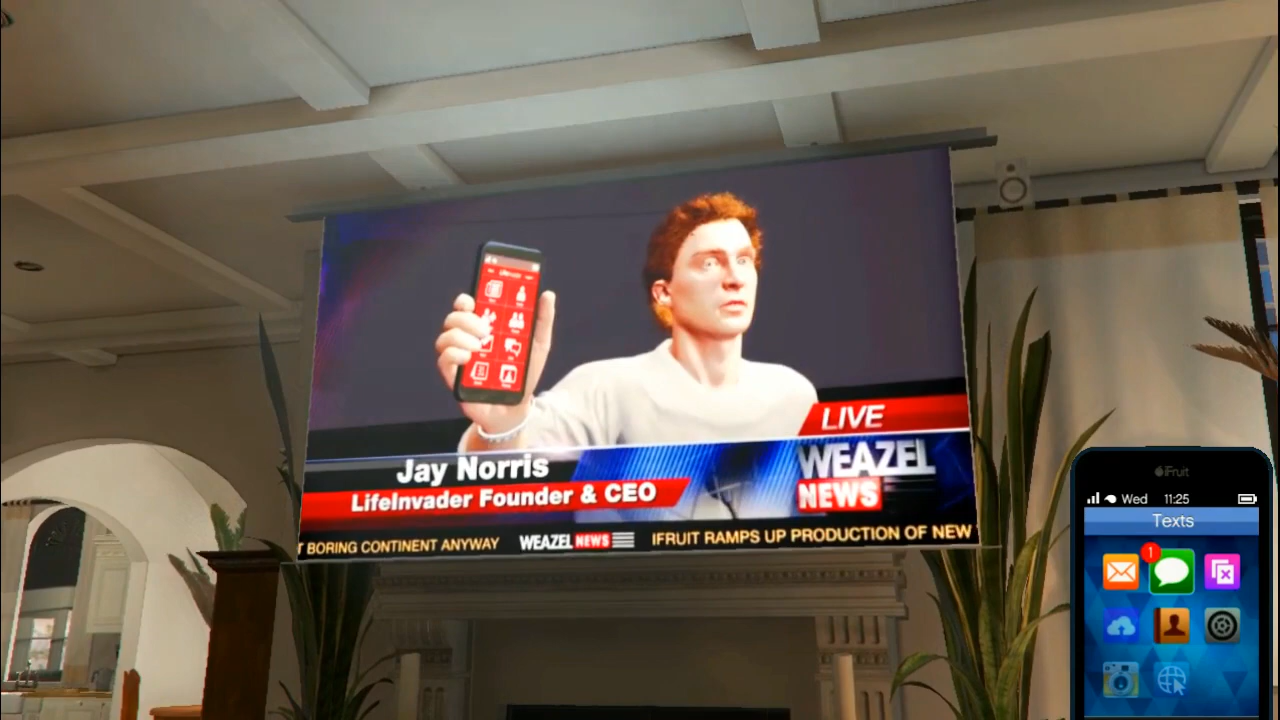 LIVE
Jay Norris
LifeInvader Founder & CEO
WEAZEL
NEWS
T BORING CONTINENT ANYWAY WEAZEL NEWS IFRUIT RAMPS UP PRODUCTION OF NEW
iFruit
Wed 11:25
Texts
1